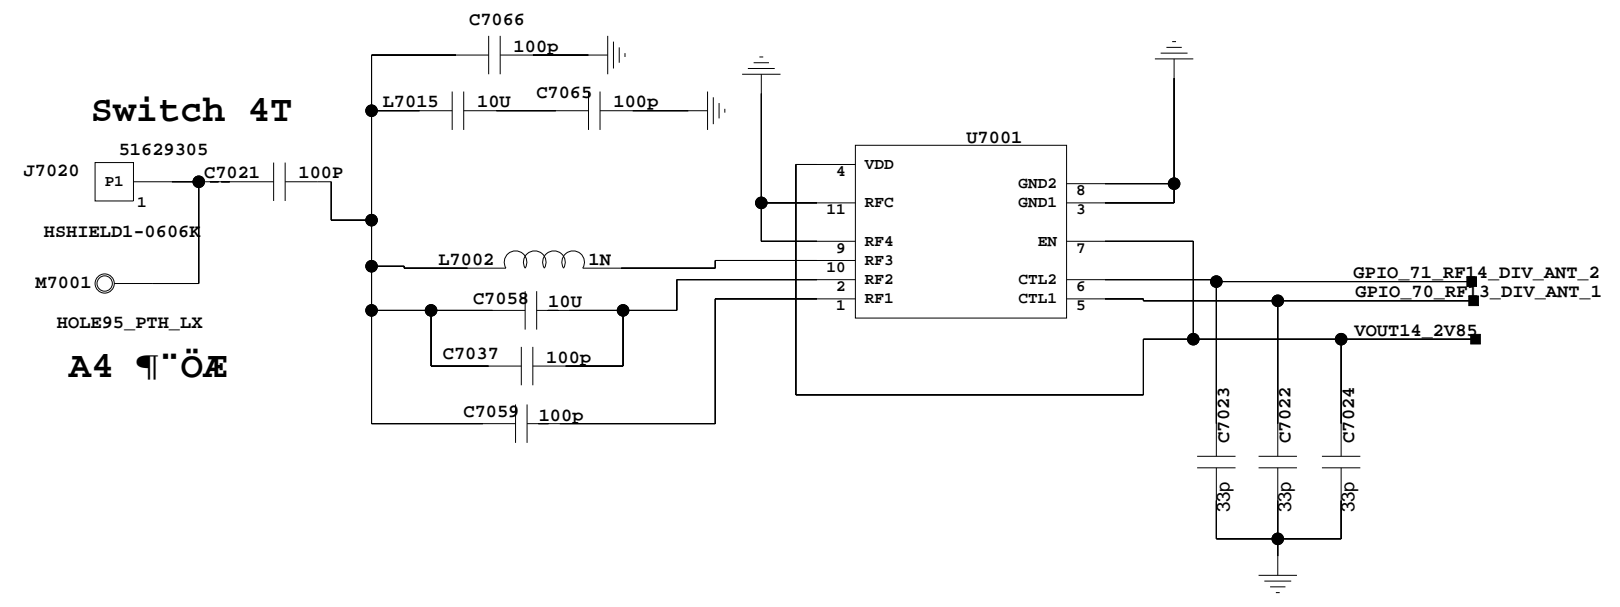 C7066
100p
L7015
10U
C7065
100p
Switch 4T
51629305
J7020
P1
1
C7021
100P
HSHIELD1-0606K
M7001
HOLE95_PTH_LX
A4 ¶¨ÖÆ
L7002
1N
C7058
10U
C7037
100p
C7059
100p
U7001
4
VDD
11
RFC
9
RF4
10
RF3
2
RF2
1
RF1
GND2
8
GND1
3
EN
7
CTL2
6
CTL1
5
GPIO_71_RF14_DIV_ANT_2
GPIO_70_RF13_DIV_ANT_1
VOUT14_2V85
C7023
33p
C7022
33p
C7024
33p